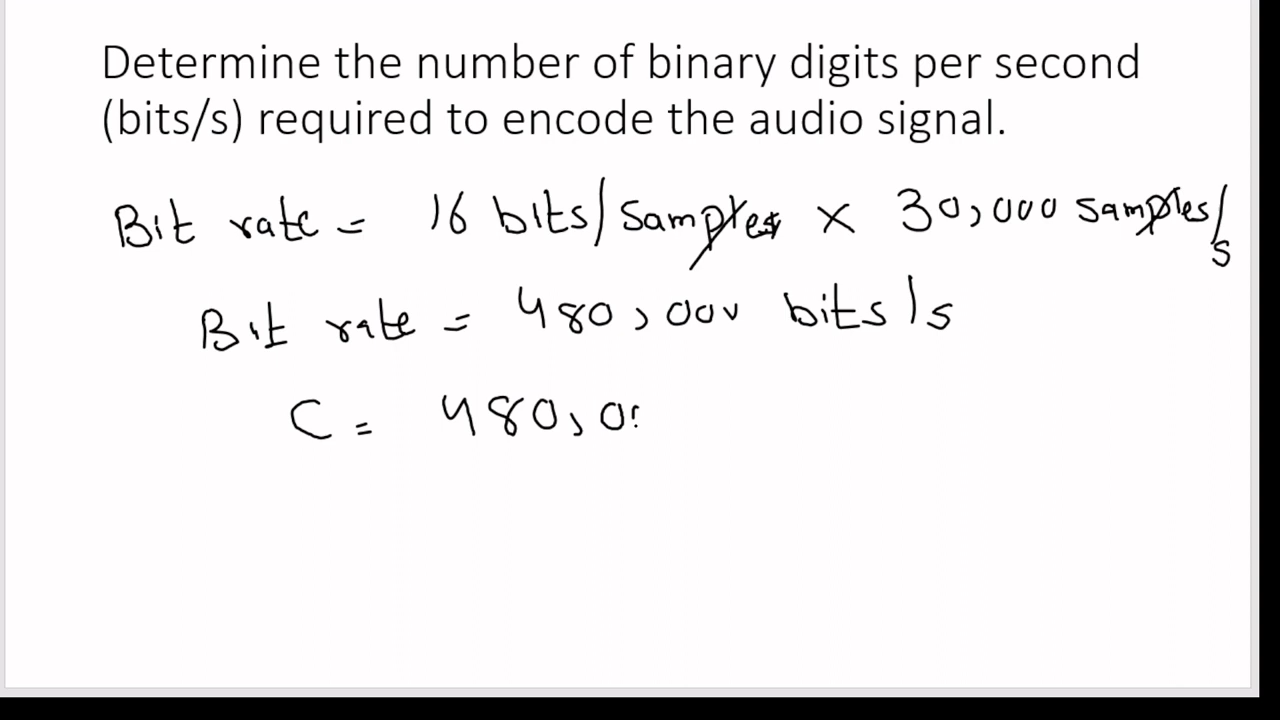 Determine the number of binary digits per second
(bits/s) required to encode the audio signal.
Bit rate = 16 bits/samples × 30,000 samples/s
Bit rate = 480,000 bits/s
C = 480,0